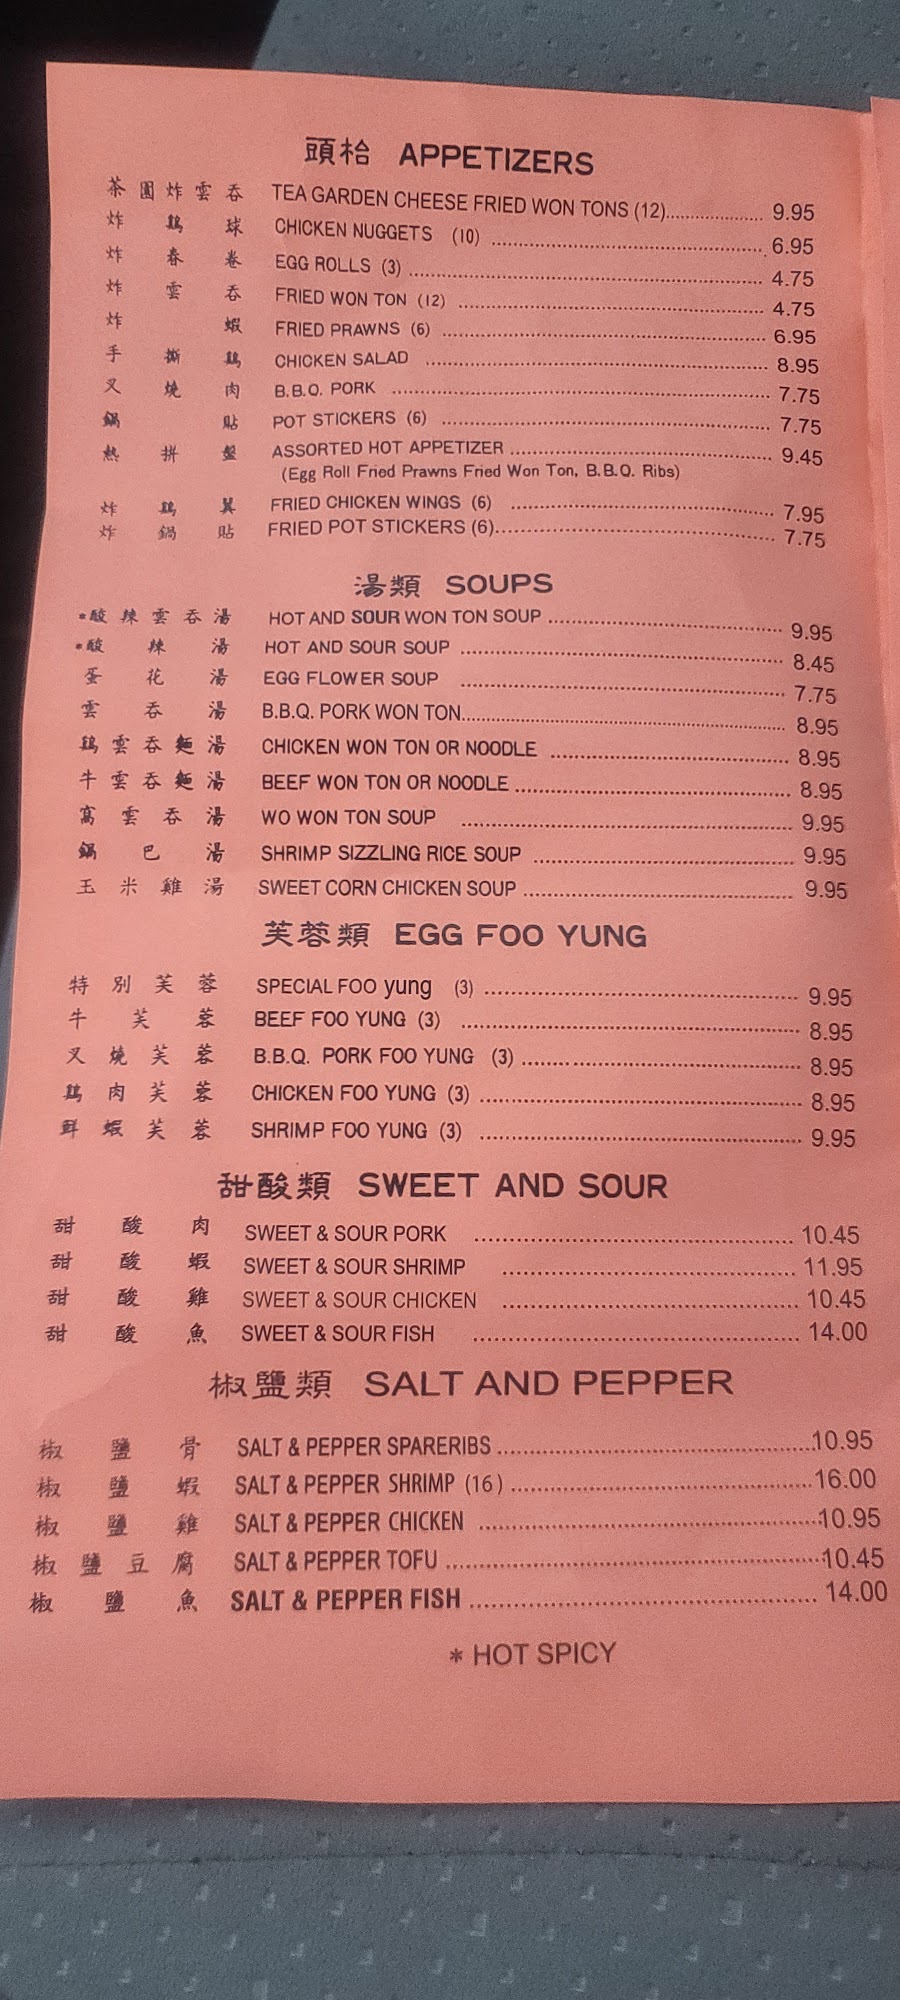 頭枱 APPETIZERS
茶園炸雲吞 TEA GARDEN CHEESE FRIED WON TONS (12) 9.95
炸鷄球 CHICKEN NUGGETS (10) 6.95
炸春卷 EGG ROLLS (3) 4.75
炸雲吞 FRIED WON TON (12) 4.75
炸蝦 FRIED PRAWNS (6) 6.95
手撕鷄 CHICKEN SALAD 8.95
叉燒肉 B.B.Q. PORK 7.75
鍋貼 POT STICKERS (6) 7.75
熱拼盤 ASSORTED HOT APPETIZER 9.45
(Egg Roll Fried Prawns Fried Won Ton, B.B.Q. Ribs)
炸鷄翼 FRIED CHICKEN WINGS (6) 7.95
炸鍋貼 FRIED POT STICKERS (6) 7.75
湯類 SOUPS
*酸辣雲吞湯 HOT AND SOUR WON TON SOUP 9.95
*酸辣湯 HOT AND SOUR SOUP 8.45
蛋花湯 EGG FLOWER SOUP 7.75
雲吞湯 B.B.Q. PORK WON TON 8.95
鷄雲吞麵湯 CHICKEN WON TON OR NOODLE 8.95
牛雲吞麵湯 BEEF WON TON OR NOODLE 8.95
窩雲吞湯 WO WON TON SOUP 9.95
鍋巴湯 SHRIMP SIZZLING RICE SOUP 9.95
玉米雞湯 SWEET CORN CHICKEN SOUP 9.95
芙蓉類 EGG FOO YUNG
特別芙蓉 SPECIAL FOO yung (3) 9.95
牛芙蓉 BEEF FOO YUNG (3) 8.95
叉燒芙蓉 B.B.Q. PORK FOO YUNG (3) 8.95
鷄肉芙蓉 CHICKEN FOO YUNG (3) 8.95
鮮蝦芙蓉 SHRIMP FOO YUNG (3) 9.95
甜酸類 SWEET AND SOUR
甜酸肉 SWEET & SOUR PORK 10.45
甜酸蝦 SWEET & SOUR SHRIMP 11.95
甜酸雞 SWEET & SOUR CHICKEN 10.45
甜酸魚 SWEET & SOUR FISH 14.00
椒鹽類 SALT AND PEPPER
椒鹽骨 SALT & PEPPER SPARERIBS 10.95
椒鹽蝦 SALT & PEPPER SHRIMP (16) 16.00
椒鹽雞 SALT & PEPPER CHICKEN 10.95
椒鹽豆腐 SALT & PEPPER TOFU 10.45
椒鹽魚 SALT & PEPPER FISH 14.00
* HOT SPICY